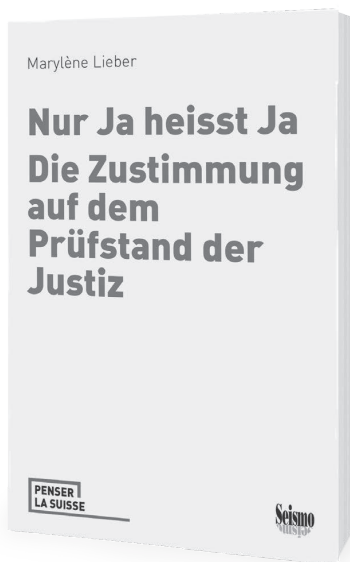 Marylène Lieber
Nur Ja heisst Ja
Die Zustimmung
auf dem
Prüfstand der
Justiz
PENSER
LA SUISSE
Seismo